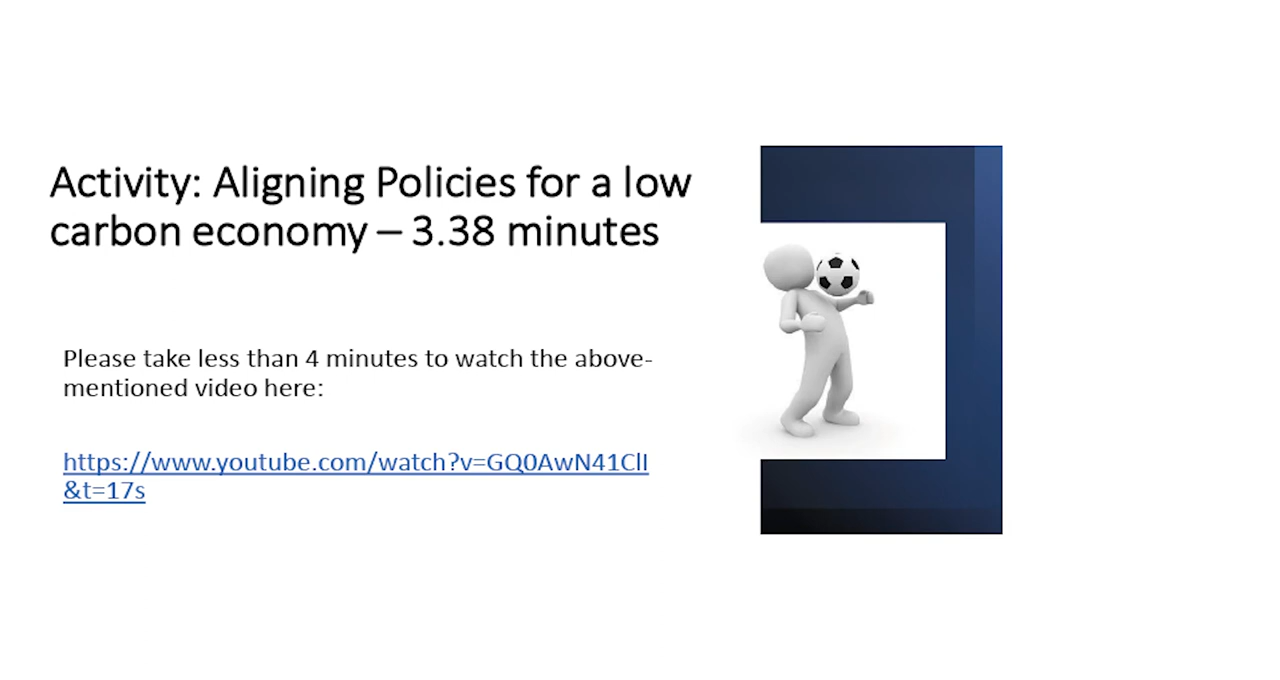 Activity: Aligning Policies for a low
carbon economy – 3.38 minutes
Please take less than 4 minutes to watch the above-
mentioned video here:
https://www.youtube.com/watch?v=GQ0AwN41ClI
&t=17s